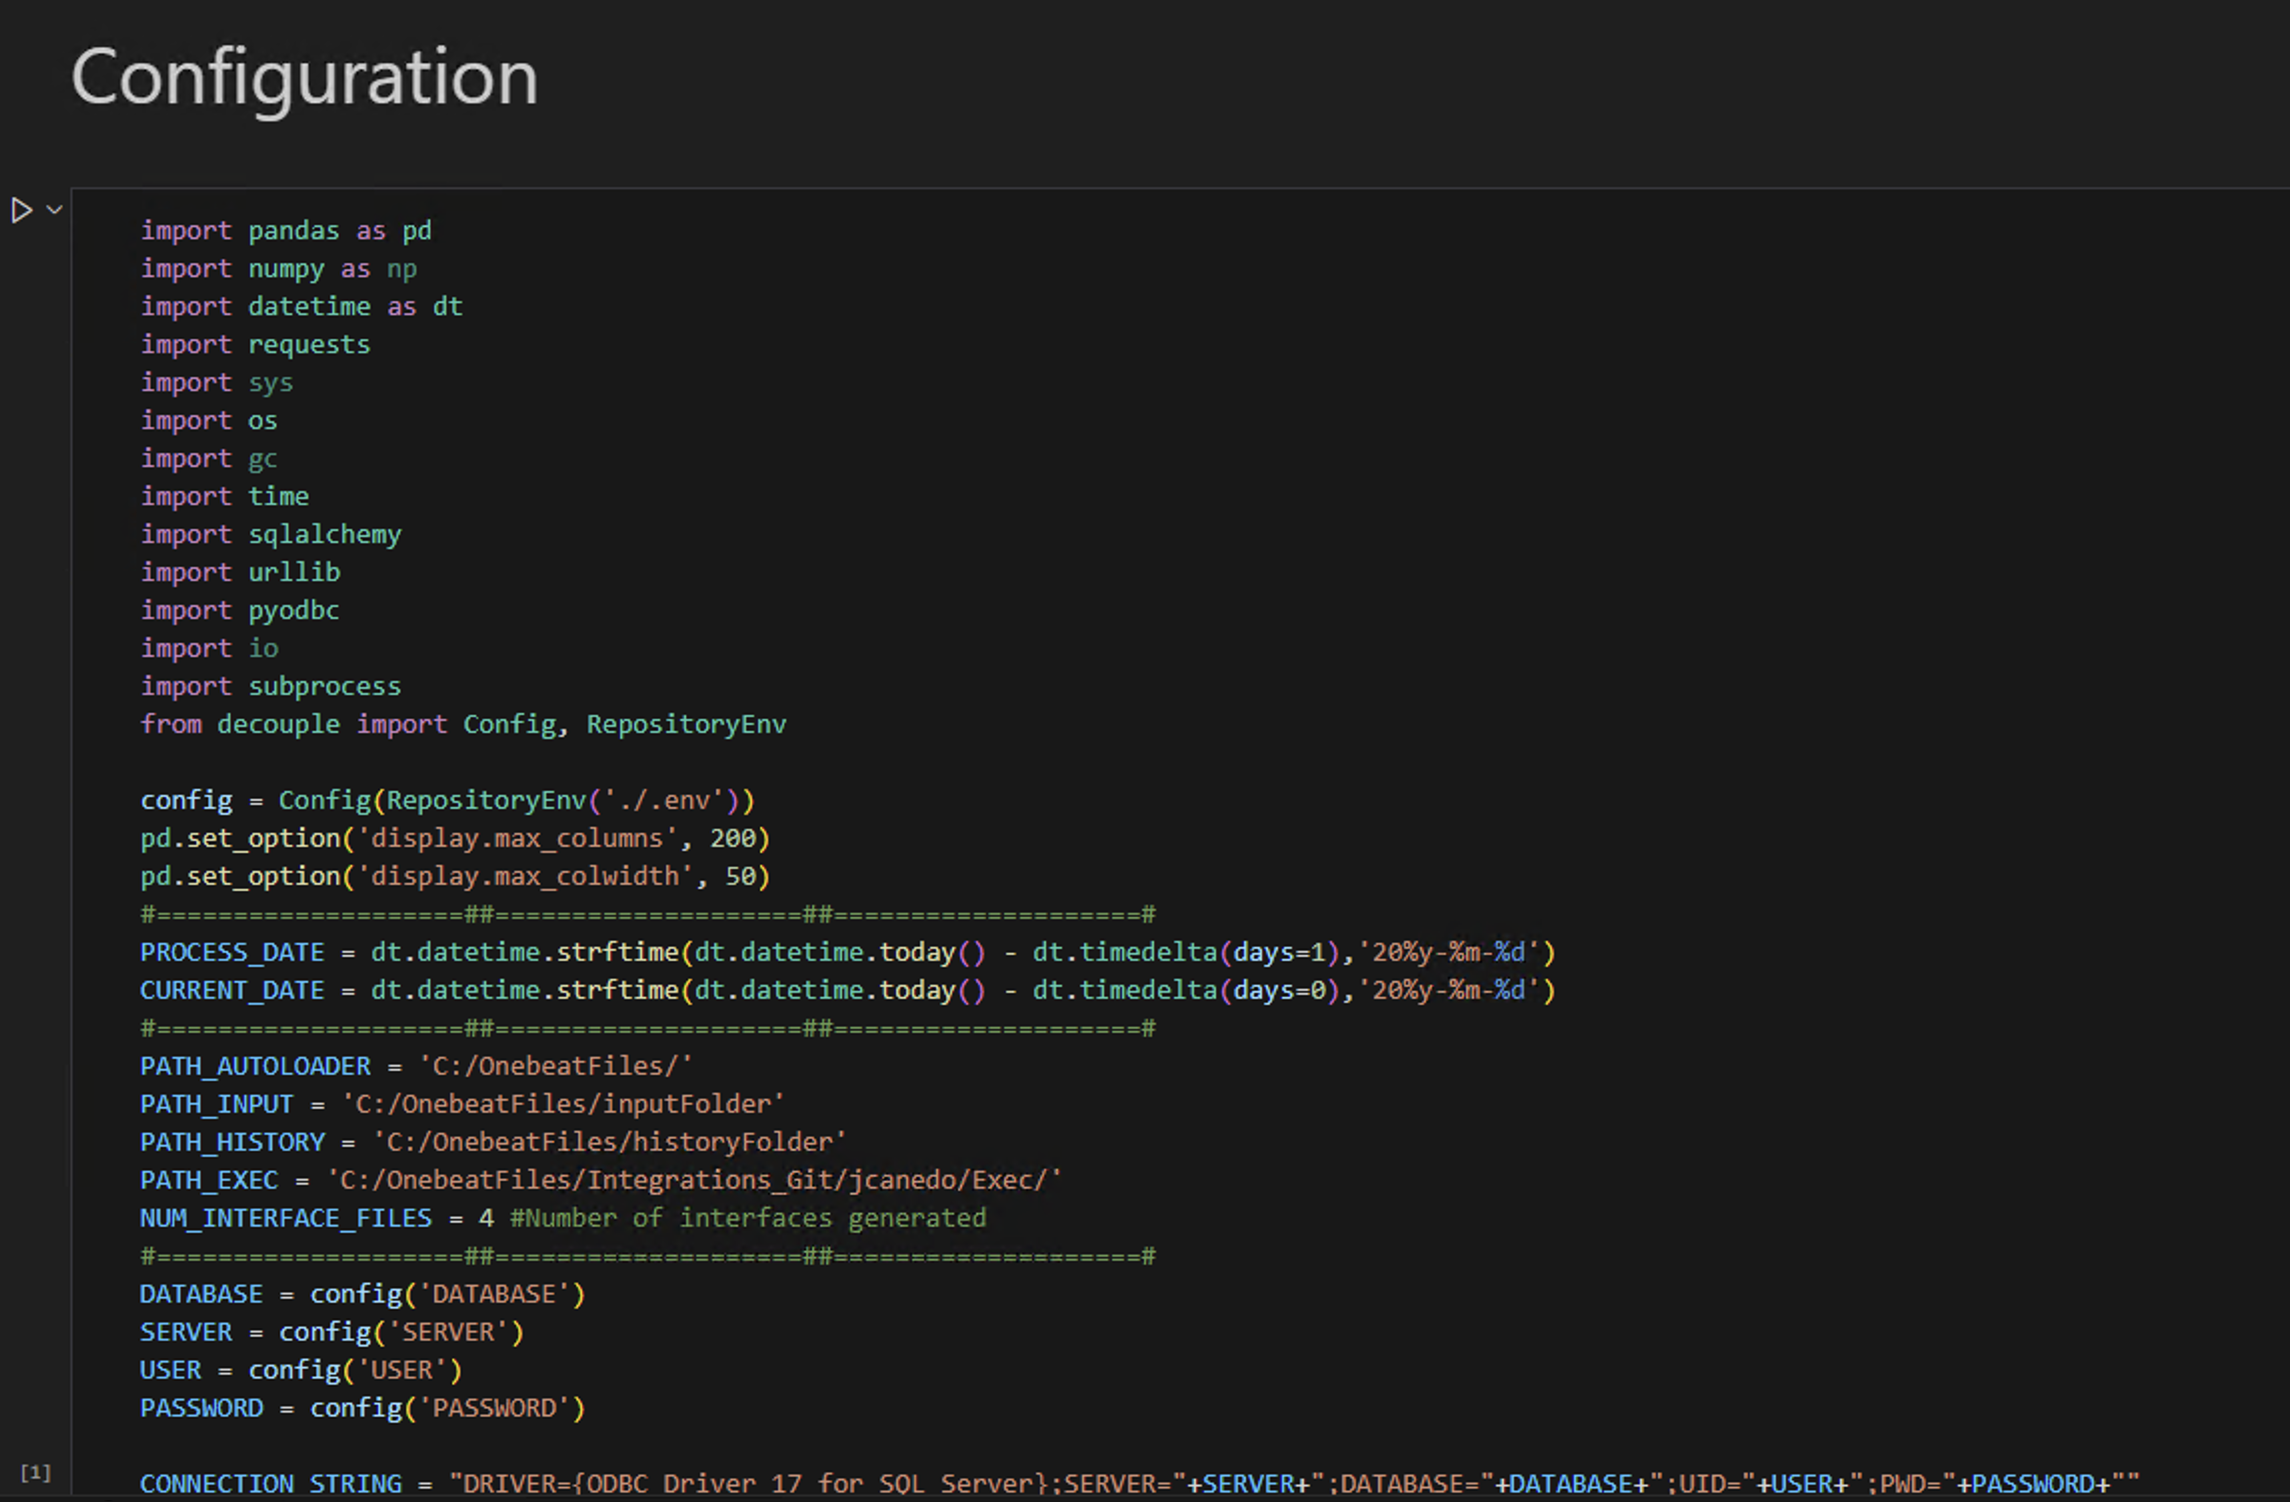 Configuration
import pandas as pd
import numpy as np
import datetime as dt
import requests
import sys
import os
import gc
import time
import sqlalchemy
import urllib
import pyodbc
import io
import subprocess
from decouple import Config, RepositoryEnv
config = Config(RepositoryEnv('./.env'))
pd.set_option('display.max_columns', 200)
pd.set_option('display.max_colwidth', 50)
#====================##====================##====================#
PROCESS_DATE = dt.datetime.strftime(dt.datetime.today() - dt.timedelta(days=1),'20%y-%m-%d')
CURRENT_DATE = dt.datetime.strftime(dt.datetime.today() - dt.timedelta(days=0),'20%y-%m-%d')
#====================##====================##====================#
PATH_AUTOLOADER = 'C:/OnebeatFiles/'
PATH_INPUT = 'C:/OnebeatFiles/inputFolder'
PATH_HISTORY = 'C:/OnebeatFiles/historyFolder'
PATH_EXEC = 'C:/OnebeatFiles/Integrations_Git/jcanedo/Exec/'
NUM_INTERFACE_FILES = 4 #Number of interfaces generated
#====================##====================##====================#
DATABASE = config('DATABASE')
SERVER = config('SERVER')
USER = config('USER')
PASSWORD = config('PASSWORD')
[1]
CONNECTION_STRING = "DRIVER={ODBC Driver 17 for SQL Server};SERVER="+SERVER+";DATABASE="+DATABASE+";UID="+USER+";PWD="+PASSWORD+""